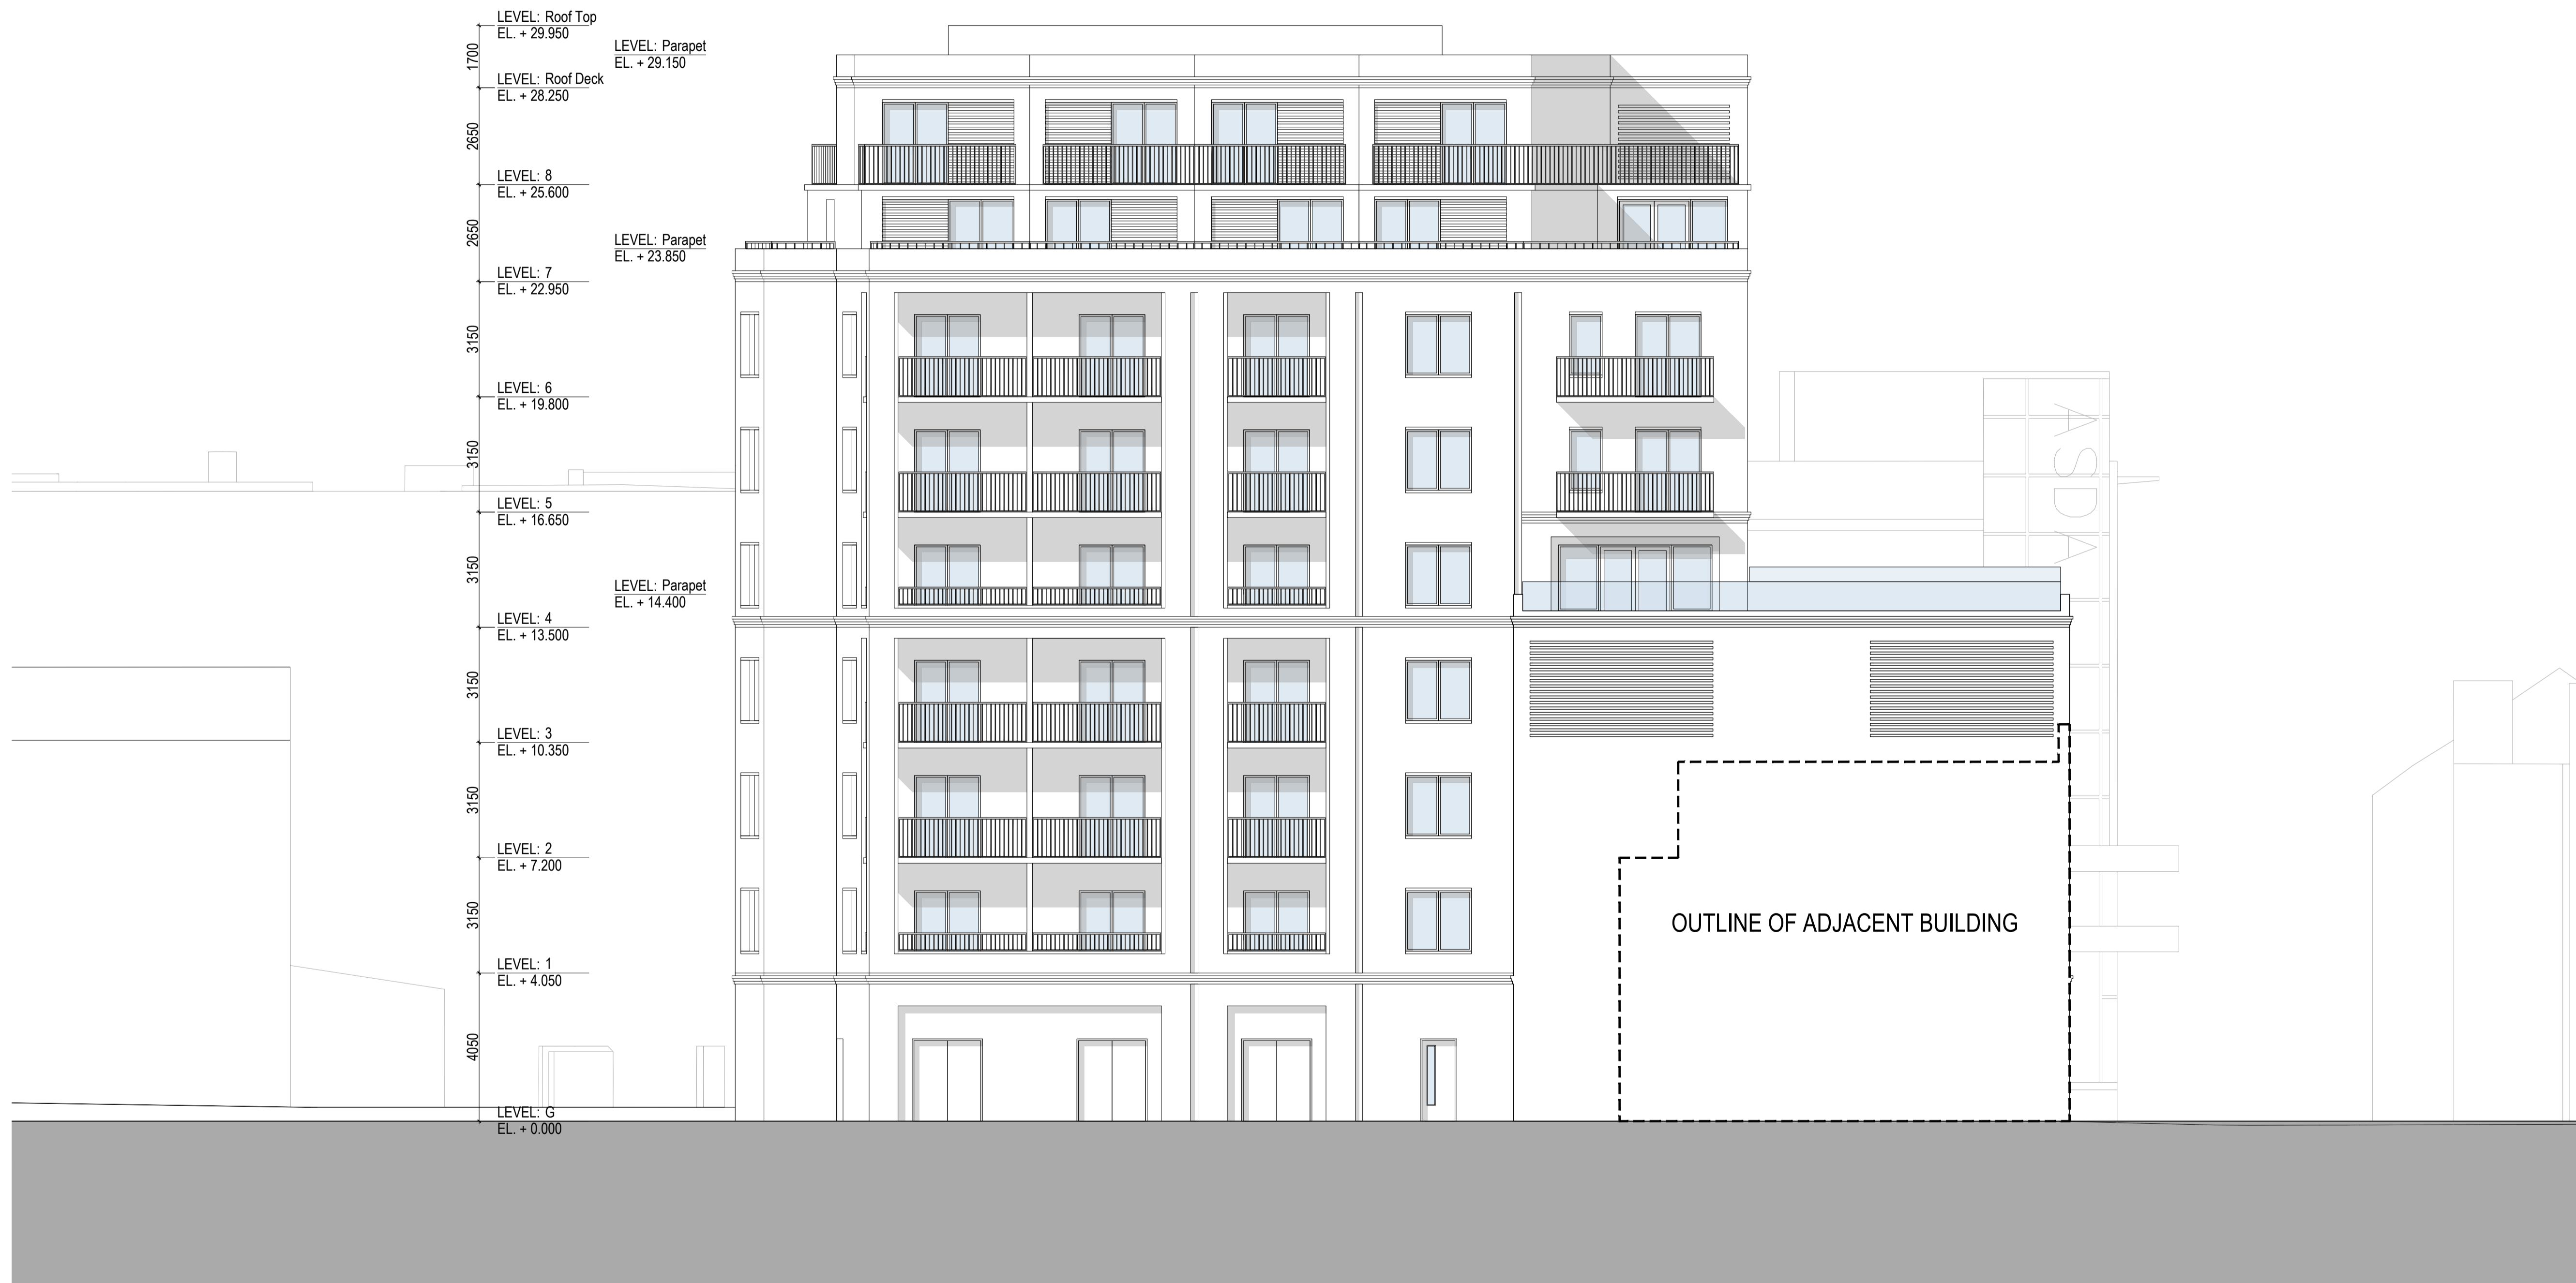 LEVEL: Roof Top
EL. + 29.950
1700
LEVEL: Parapet
EL. + 29.150
LEVEL: Roof Deck
EL. + 28.250
2650
LEVEL: 8
EL. + 25.600
2650
LEVEL: Parapet
EL. + 23.850
LEVEL: 7
EL. + 22.950
3150
LEVEL: 6
EL. + 19.800
3150
ASDA
LEVEL: 5
EL. + 16.650
3150
LEVEL: Parapet
EL. + 14.400
LEVEL: 4
EL. + 13.500
3150
LEVEL: 3
EL. + 10.350
3150
LEVEL: 2
EL. + 7.200
3150
OUTLINE OF ADJACENT BUILDING
LEVEL: 1
EL. + 4.050
4050
LEVEL: G
EL. + 0.000